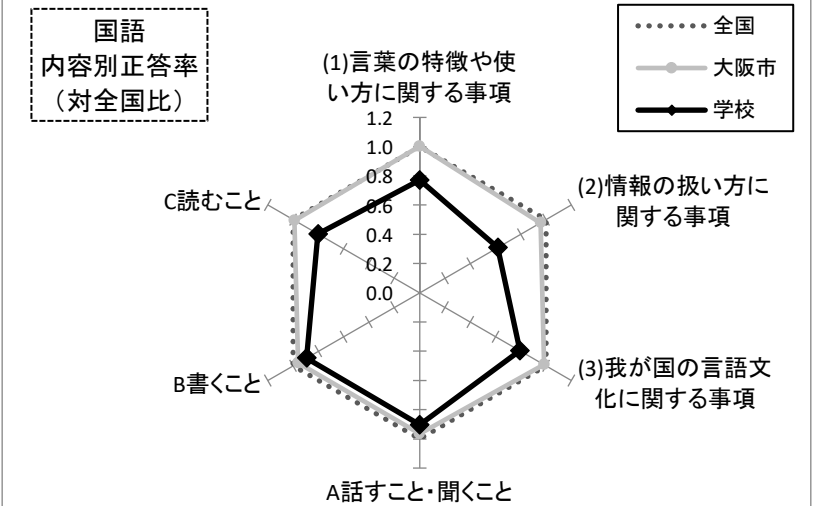 国語
内容別正答率
（対全国比）
全国
大阪市
学校
(1)言葉の特徴や使
い方に関する事項
1.2
1.0
0.8
0.6
0.4
0.2
0.0
(2)情報の扱い方に
関する事項
(3)我が国の言語文
化に関する事項
A話すこと・聞くこと
B書くこと
C読むこと